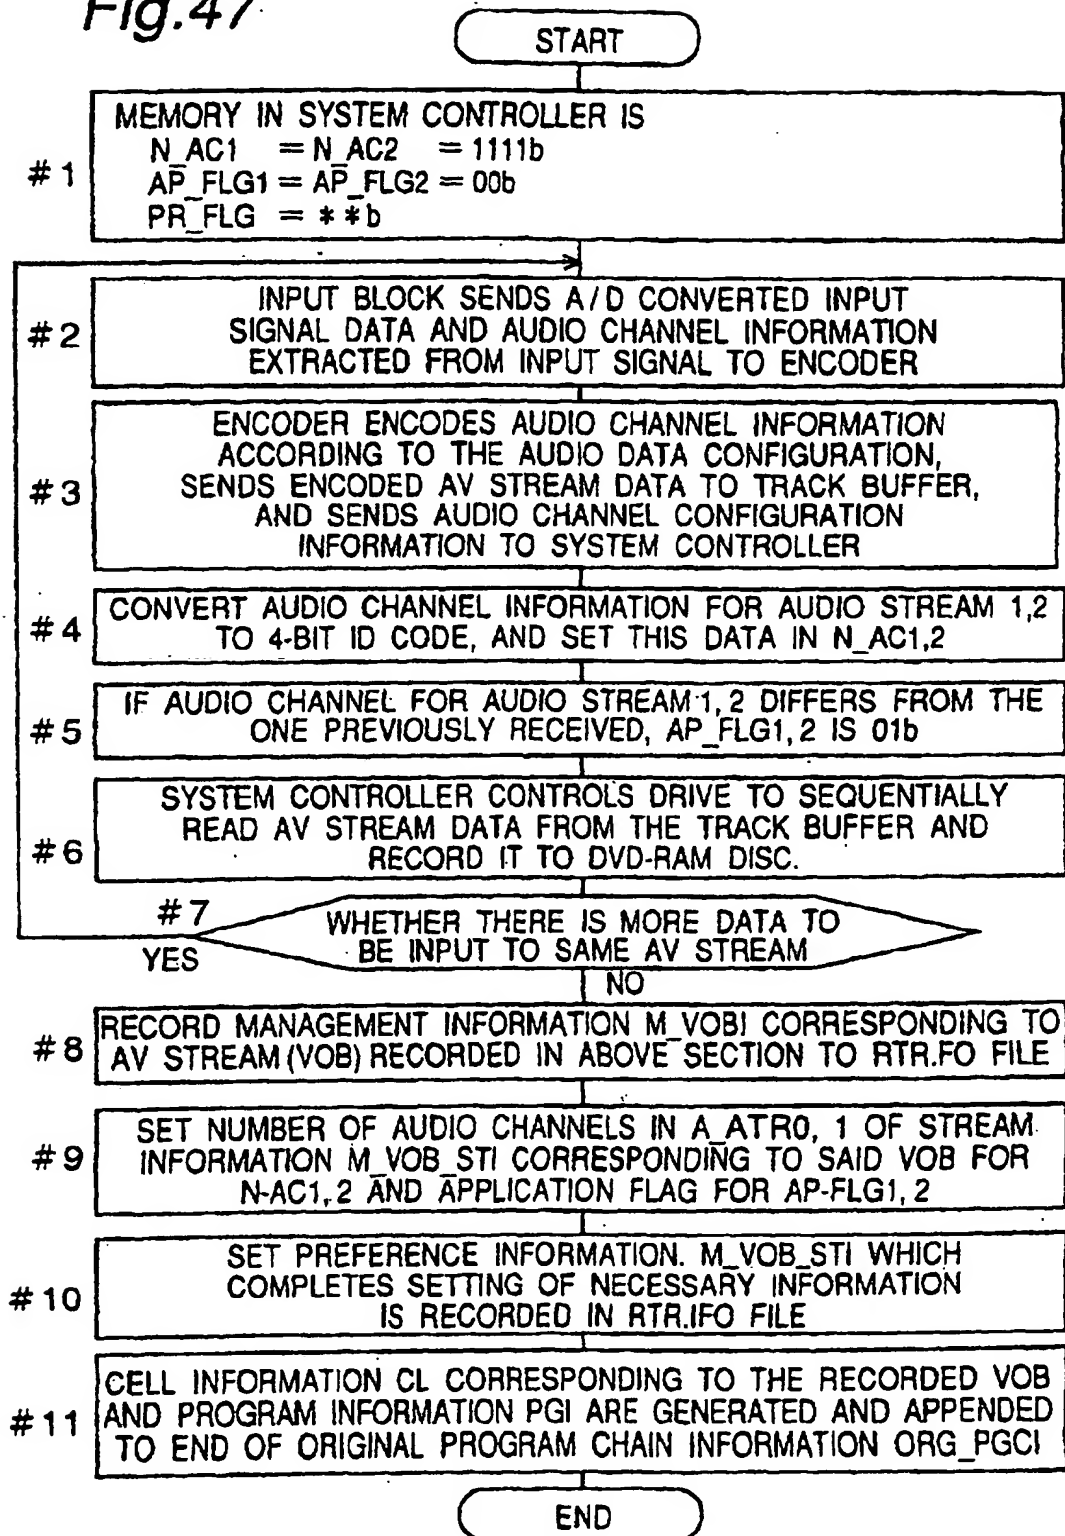 Fig.47
START
MEMORY IN SYSTEM CONTROLLER IS
N_AC1 = N_AC2 = 1111b
#1
AP_FLG1 = AP_FLG2 = 00b
PR_FLG = **b
INPUT BLOCK SENDS A/D CONVERTED INPUT
#2
SIGNAL DATA AND AUDIO CHANNEL INFORMATION
EXTRACTED FROM INPUT SIGNAL TO ENCODER
ENCODER ENCODES AUDIO CHANNEL INFORMATION
ACCORDING TO THE AUDIO DATA CONFIGURATION,
#3
SENDS ENCODED AV STREAM DATA TO TRACK BUFFER,
AND SENDS AUDIO CHANNEL CONFIGURATION
INFORMATION TO SYSTEM CONTROLLER
#4
CONVERT AUDIO CHANNEL INFORMATION FOR AUDIO STREAM 1,2
TO 4-BIT ID CODE, AND SET THIS DATA IN N_AC1,2
#5
IF AUDIO CHANNEL FOR AUDIO STREAM 1, 2 DIFFERS FROM THE
ONE PREVIOUSLY RECEIVED, AP_FLG1, 2 IS 01b
SYSTEM CONTROLLER CONTROLS DRIVE TO SEQUENTIALLY
READ AV STREAM DATA FROM THE TRACK BUFFER AND
#6
RECORD IT TO DVD-RAM DISC.
#7
WHETHER THERE IS MORE DATA TO
BE INPUT TO SAME AV STREAM
YES
NO
#8
RECORD MANAGEMENT INFORMATION M_VOBI CORRESPONDING TO
AV STREAM (VOB) RECORDED IN ABOVE SECTION TO RTR.FO FILE
SET NUMBER OF AUDIO CHANNELS IN A_ATR0, 1 OF STREAM
#9
INFORMATION M_VOB_STI CORRESPONDING TO SAID VOB FOR
N-AC1, 2 AND APPLICATION FLAG FOR AP-FLG1, 2
SET PREFERENCE INFORMATION. M_VOB_STI WHICH
#10
COMPLETES SETTING OF NECESSARY INFORMATION
IS RECORDED IN RTR.IFO FILE
CELL INFORMATION CL CORRESPONDING TO THE RECORDED VOB
#11
AND PROGRAM INFORMATION PGI ARE GENERATED AND APPENDED
TO END OF ORIGINAL PROGRAM CHAIN INFORMATION ORG_PGCI
END